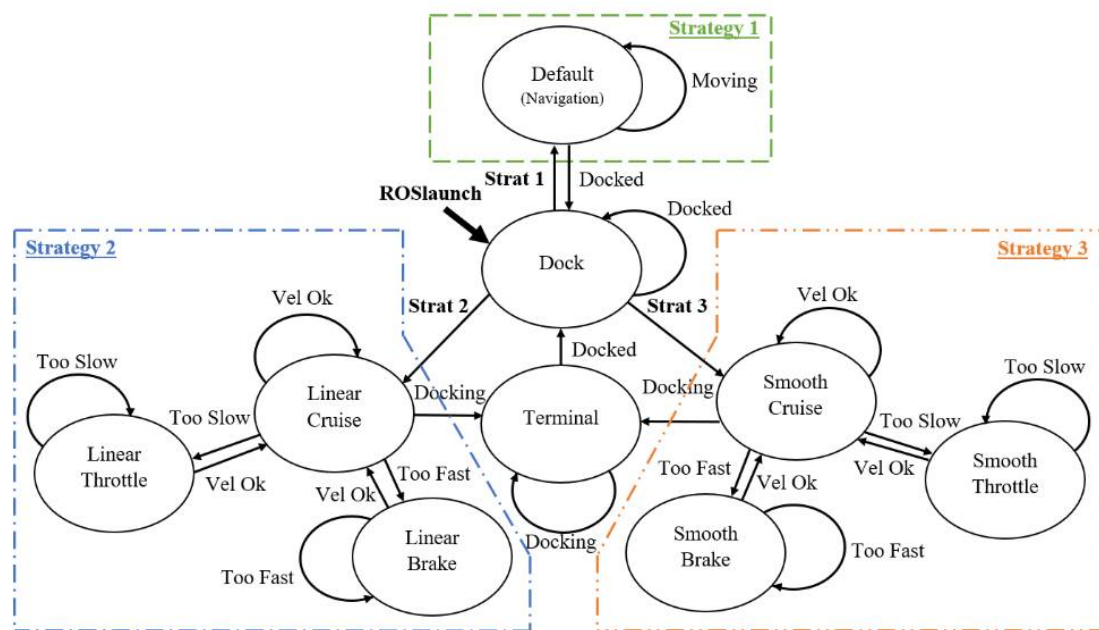 Strategy 1
Default
(Navigation)
Moving
Strat 1
Docked
ROSlaunch
Docked
Strategy 2
Strategy 3
Dock
Strat 2
Strat 3
Vel Ok
Vel Ok
Docked
Too Slow
Too Slow
Linear
Cruise
Docking
Terminal
Docking
Smooth
Cruise
Too Slow
Too Slow
Linear
Throttle
Vel Ok
Too Fast
Vel Ok
Too Fast
Vel Ok
Vel Ok
Smooth
Throttle
Linear
Brake
Docking
Smooth
Brake
Too Fast
Too Fast